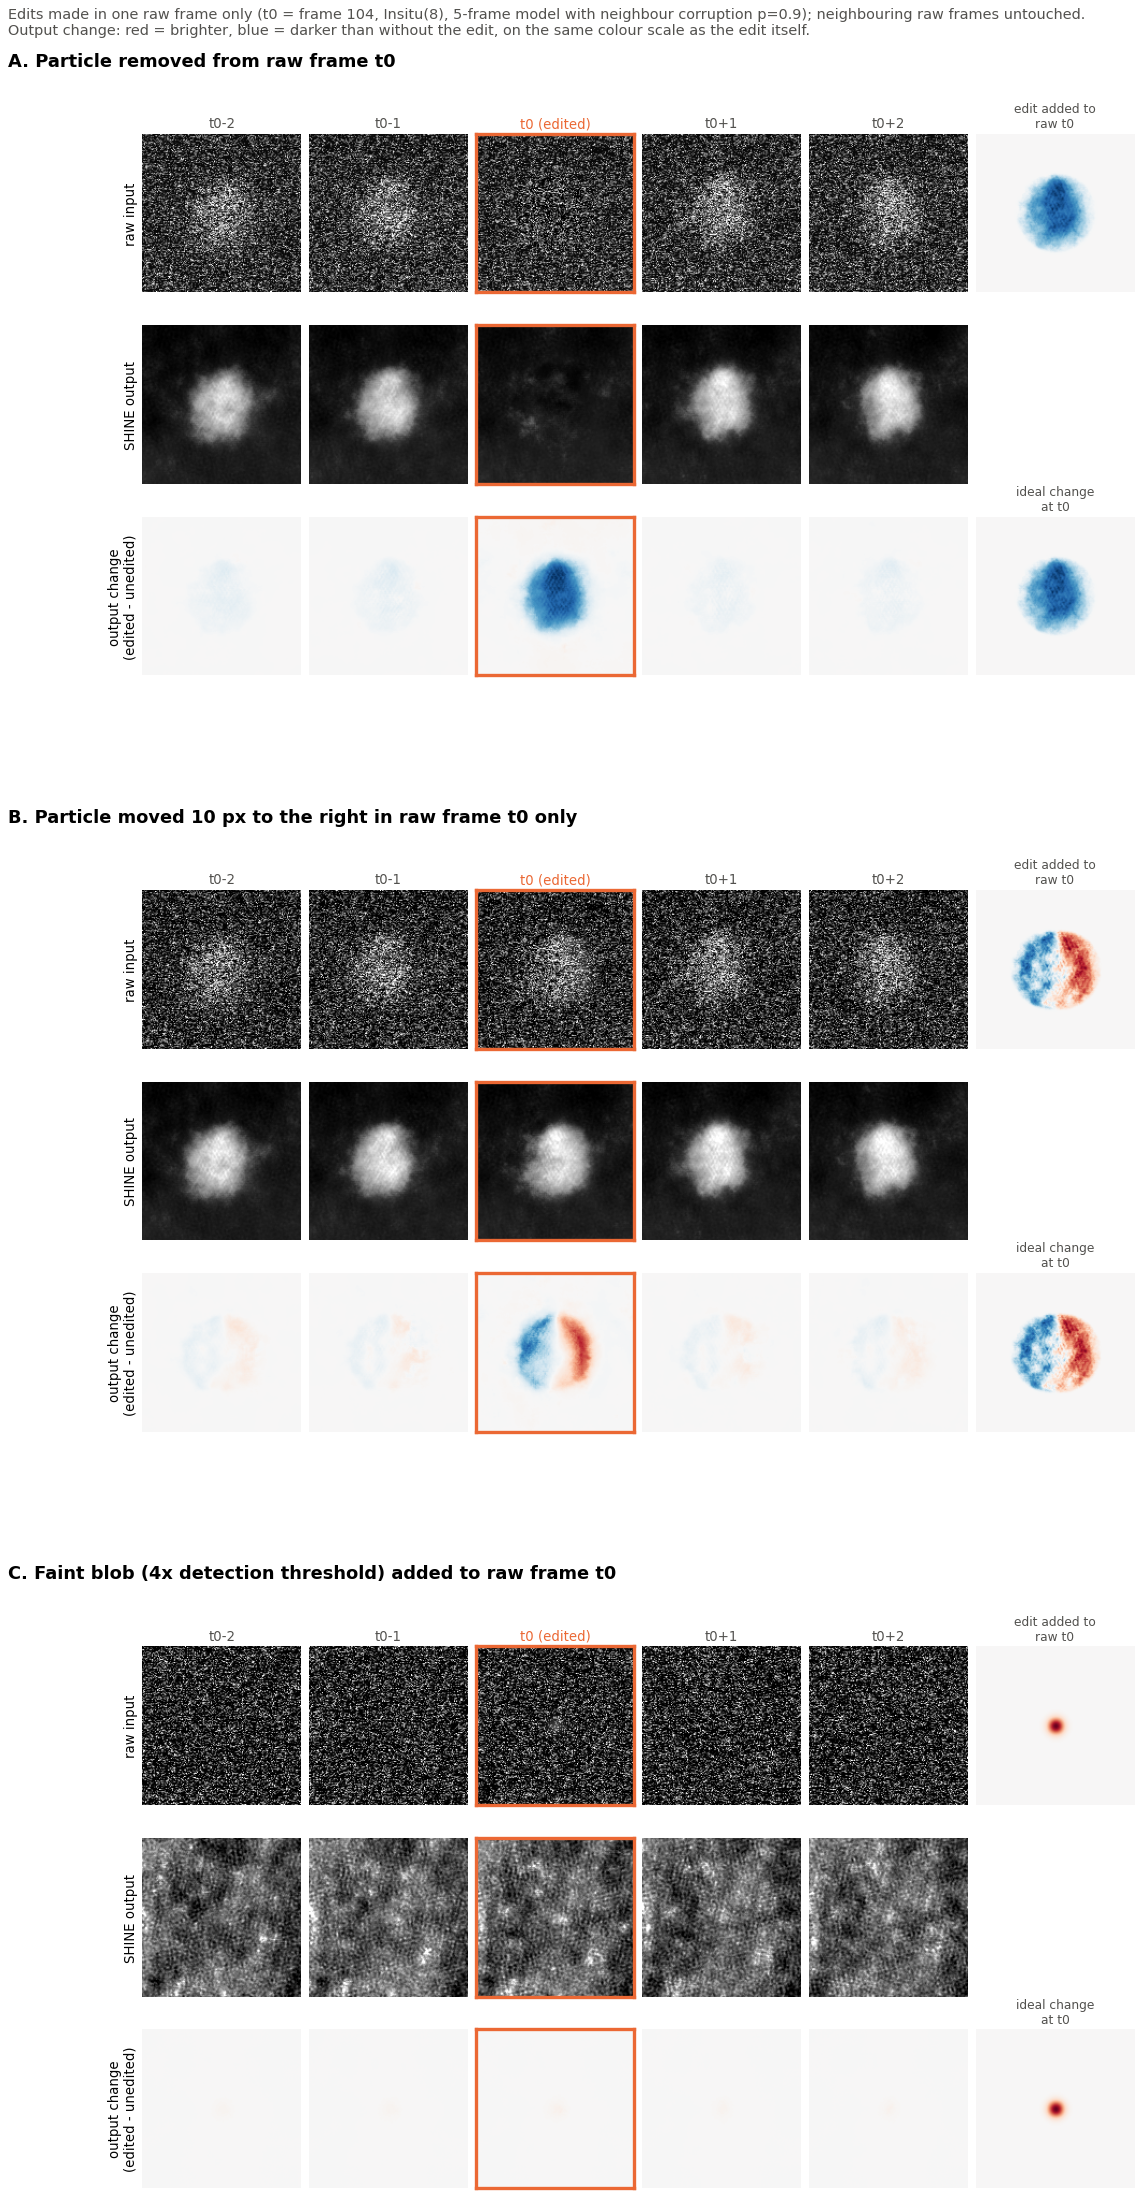 Edits made in one raw frame only (t0 = frame 104, Insitu(8), 5-frame model with neighbour corruption p=0.9); neighbouring raw frames untouched.
Output change: red = brighter, blue = darker than without the edit, on the same colour scale as the edit itself.
A. Particle removed from raw frame t0
edit added to
raw t0
t0-2
t0-1
t0 (edited)
t0+1
t0+2
raw input
SHINE output
ideal change
at t0
output change
(edited - unedited)
B. Particle moved 10 px to the right in raw frame t0 only
edit added to
raw t0
t0-2
t0-1
t0 (edited)
t0+1
t0+2
raw input
SHINE output
ideal change
at t0
output change
(edited - unedited)
C. Faint blob (4x detection threshold) added to raw frame t0
edit added to
raw t0
t0-2
t0-1
t0 (edited)
t0+1
t0+2
raw input
SHINE output
ideal change
at t0
output change
(edited - unedited)